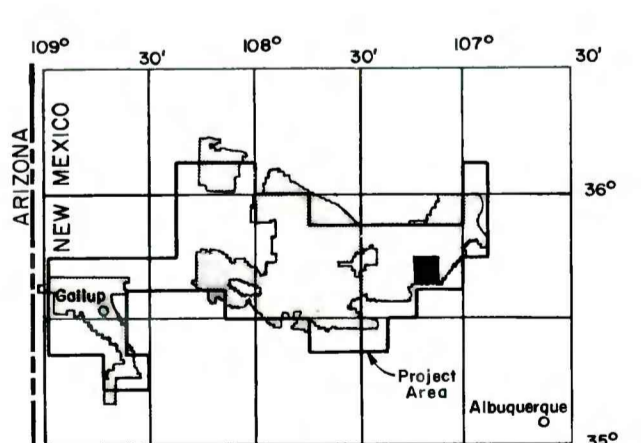 109° 30' 108° 30' 107°
30'
ARIZONA
NEW MEXICO
36°
Gallup
Project
Area
Albuquerque
35°